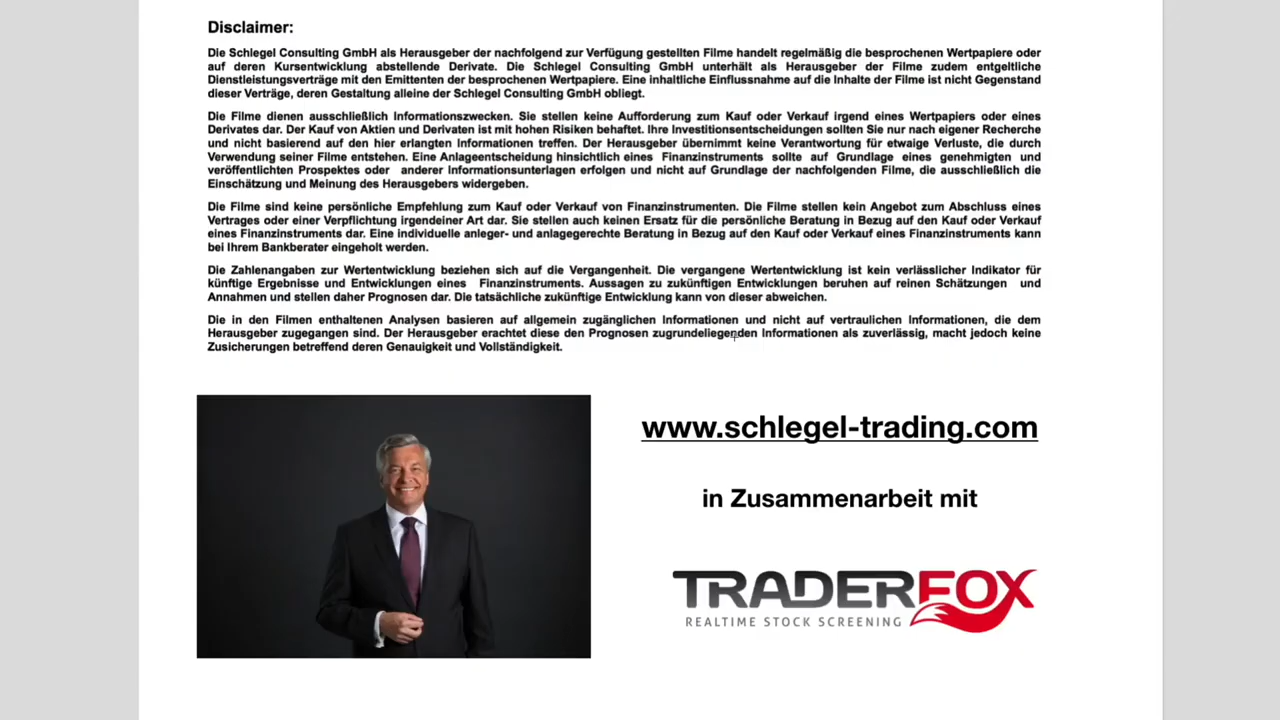 Disclaimer:
Die Schlegel Consulting GmbH als Herausgeber der nachfolgend zur Verfügung gestellten Filme handelt regelmäßig die besprochenen Wertpapiere oder
auf deren Kursentwicklung abstellende Derivate. Die Schlegel Consulting GmbH unterhält als Herausgeber der Filme zudem entgeltliche
Dienstleistungsverträge mit den Emittenten der besprochenen Wertpapiere. Eine inhaltliche Einflussnahme auf die Inhalte der Filme ist nicht Gegenstand
dieser Verträge, deren Gestaltung alleine der Schlegel Consulting GmbH obliegt.
Die Filme dienen ausschließlich Informationszwecken. Sie stellen keine Aufforderung zum Kauf oder Verkauf irgend eines Wertpapiers oder eines
Derivates dar. Der Kauf von Aktien und Derivaten ist mit hohen Risiken behaftet. Ihre Investitionsentscheidungen sollten Sie nur nach eigener Recherche
und nicht basierend auf den hier erlangten Informationen treffen. Der Herausgeber übernimmt keine Verantwortung für etwaige Verluste, die durch
Verwendung seiner Filme entstehen. Eine Anlageentscheidung hinsichtlich eines Finanzinstruments sollte auf Grundlage eines genehmigten und
veröffentlichten Prospektes oder anderer Informationsunterlagen erfolgen und nicht auf Grundlage der nachfolgenden Filme, die ausschließlich die
Einschätzung und Meinung des Herausgebers widergeben.
Die Filme sind keine persönliche Empfehlung zum Kauf oder Verkauf von Finanzinstrumenten. Die Filme stellen kein Angebot zum Abschluss eines
Vertrages oder einer Verpflichtung irgendeiner Art dar. Sie stellen auch keinen Ersatz für die persönliche Beratung in Bezug auf den Kauf oder Verkauf
eines Finanzinstruments dar. Eine individuelle anleger- und anlagegerechte Beratung in Bezug auf den Kauf oder Verkauf eines Finanzinstruments kann
bei Ihrem Bankberater eingeholt werden.
Die Zahlenangaben zur Wertentwicklung beziehen sich auf die Vergangenheit. Die vergangene Wertentwicklung ist kein verlässlicher Indikator für
künftige Ergebnisse und Entwicklungen eines Finanzinstruments. Aussagen zu zukünftigen Entwicklungen beruhen auf reinen Schätzungen und
Annahmen und stellen daher Prognosen dar. Die tatsächliche zukünftige Entwicklung kann von dieser abweichen.
Die in den Filmen enthaltenen Analysen basieren auf allgemein zugänglichen Informationen und nicht auf vertraulichen Informationen, die dem
Herausgeber zugegangen sind. Der Herausgeber erachtet diese den Prognosen zugrundeliegenden Informationen als zuverlässig, macht jedoch keine
Zusicherungen betreffend deren Genauigkeit und Vollständigkeit.
www.schlegel-trading.com
in Zusammenarbeit mit
TRADERFOX
REALTIME STOCK SCREENING